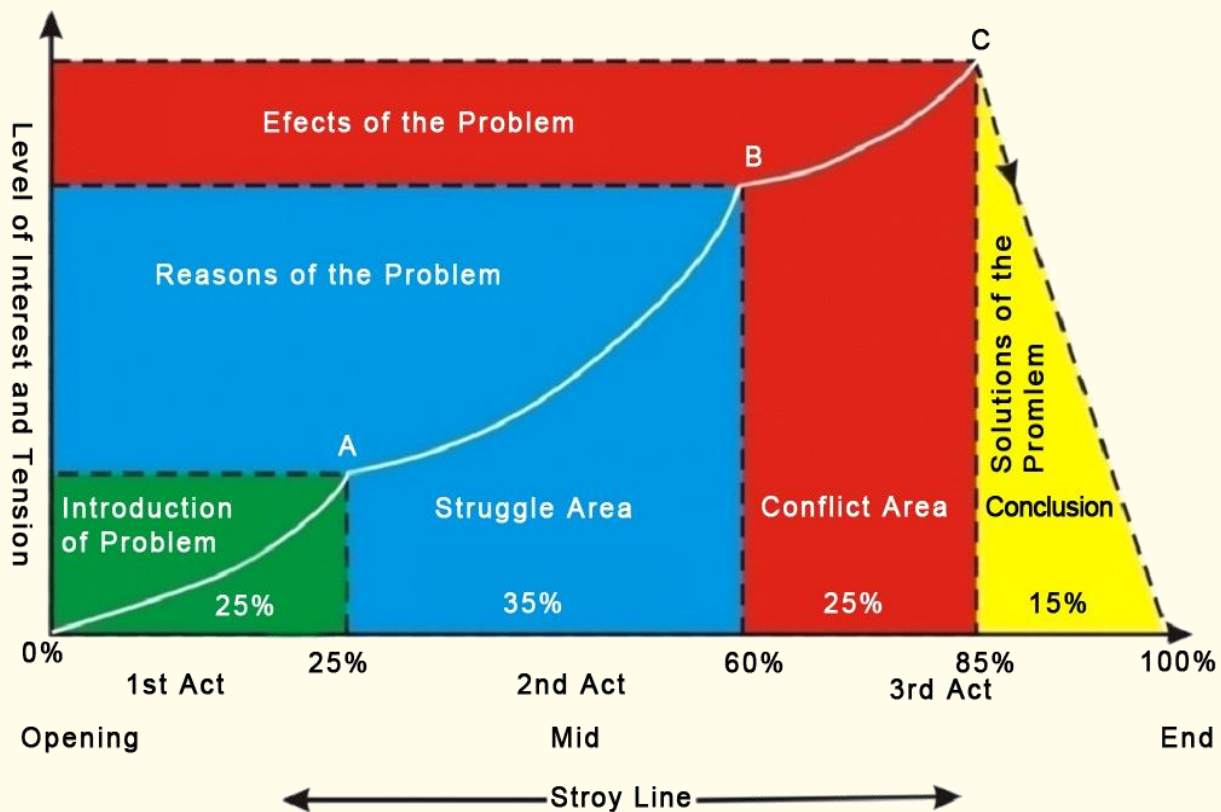 C
Efects of the Problem
B
Level of Interest and Tension
Reasons of the Problem
Solutions of the
Promlem
A
Introduction
of Problem
Struggle Area
Conflict Area
Conclusion
25%
35%
25%
15%
0%
25%
60%
85%
100%
1st Act
2nd Act
3rd Act
Opening
Mid
End
Stroy Line